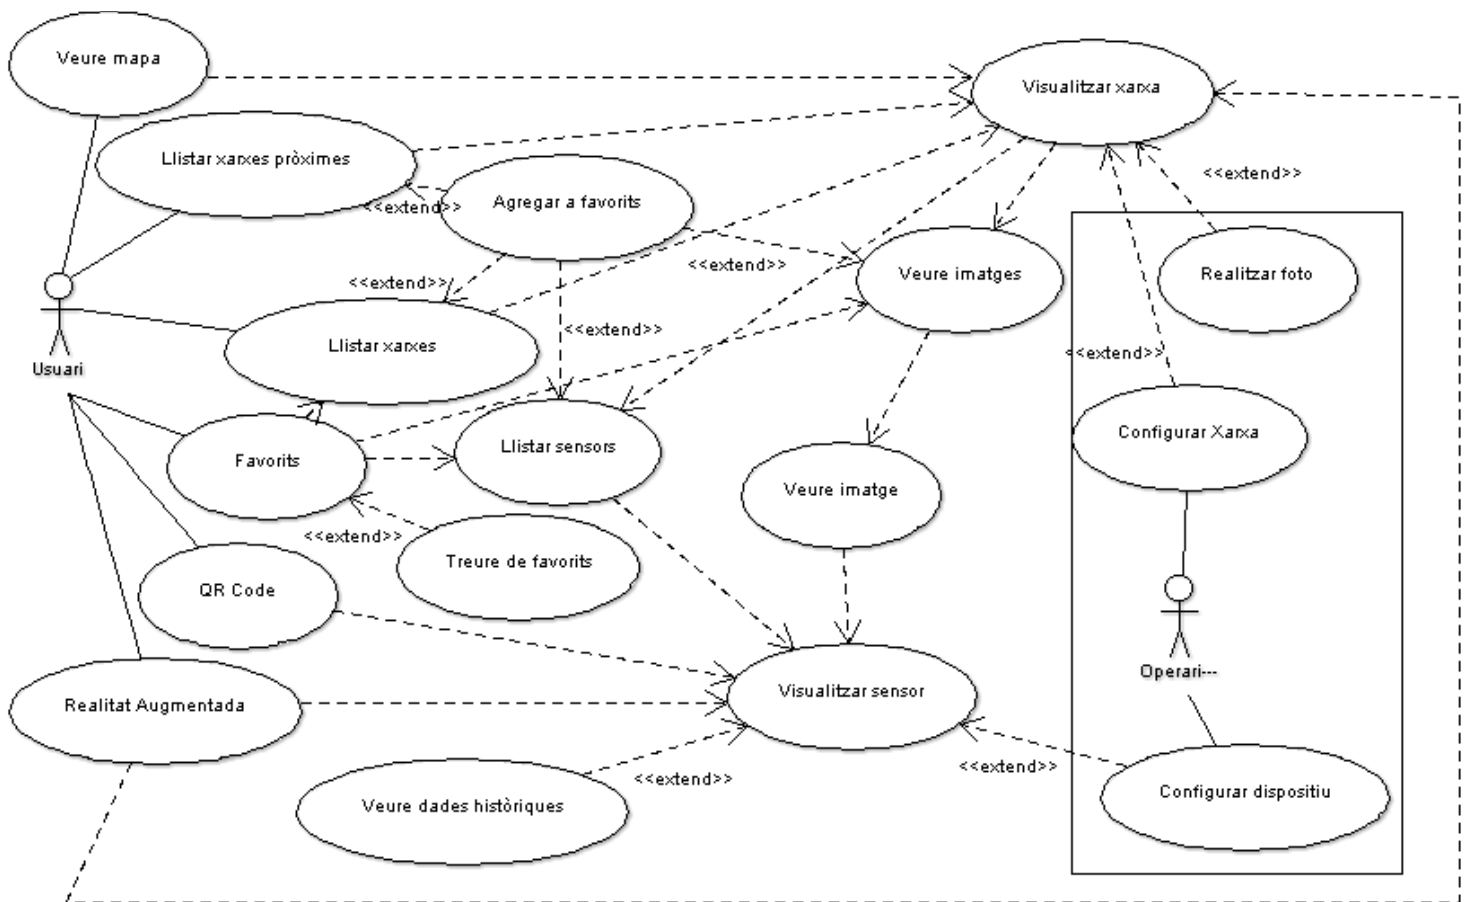 Veure mapa
Visualitzar xarxa
Llistar xarxes pròximes
<<extend>>
Agregar a favorits
<<extend>>
<<extend>>
Veure imatges
Realitzar foto
<<extend>>
<<extend>>
Llistar xarxes
<<extend>>
Usuari
Configurar Xarxa
Favorits
Llistar sensors
Veure imatge
<<extend>>
Treure de favorits
QR Code
Operari---
Realitat Augmentada
Visualitzar sensor
<<extend>>
<<extend>>
Veure dades històriques
Configurar dispositiu